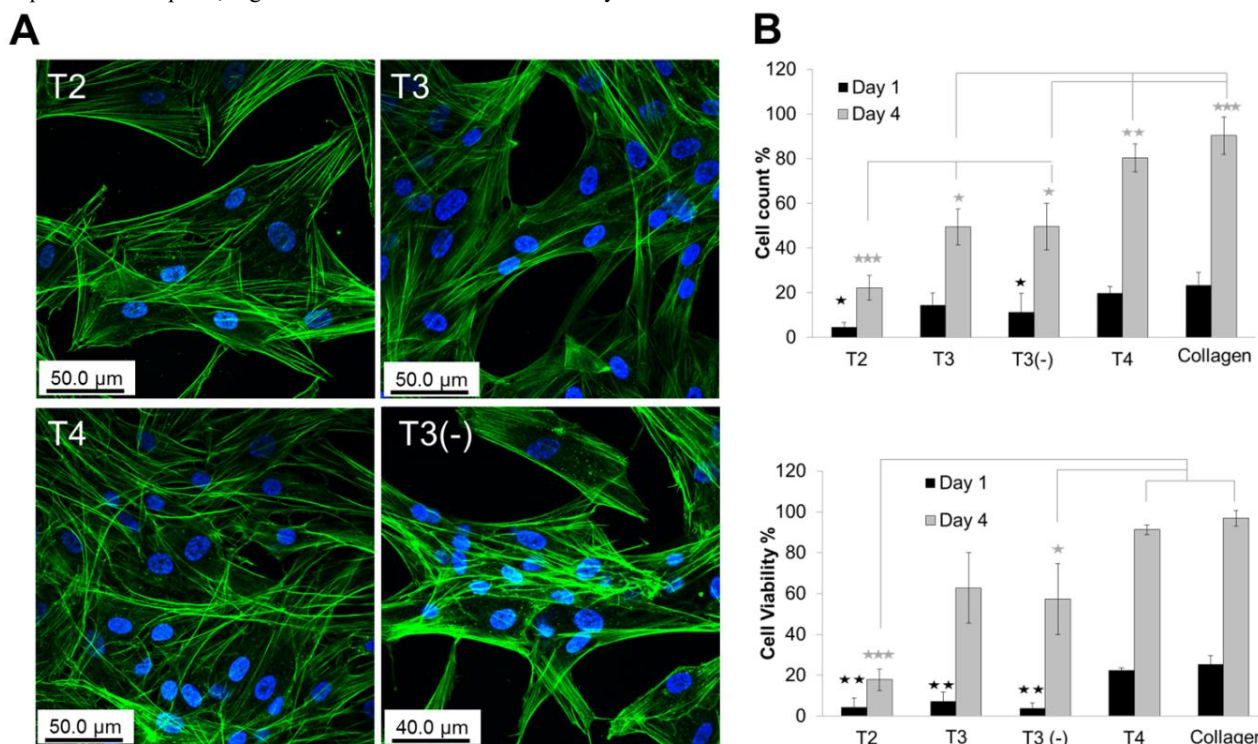 A
T2
T3
50.0 µm
50.0 µm
T4
T3(-)
50.0 µm
40.0 µm
B
120
100
80
60
40
20
0
Cell count %
Day 1
Day 4
★
★★★
★
★
★
★★
★★★
T2
T3
T3(-)
T4
Collagen
120
100
80
60
40
20
0
Cell Viability %
Day 1
Day 4
★★
★★★
★★
★★
★
T2
T3
T3 (-)
T4
Collagen